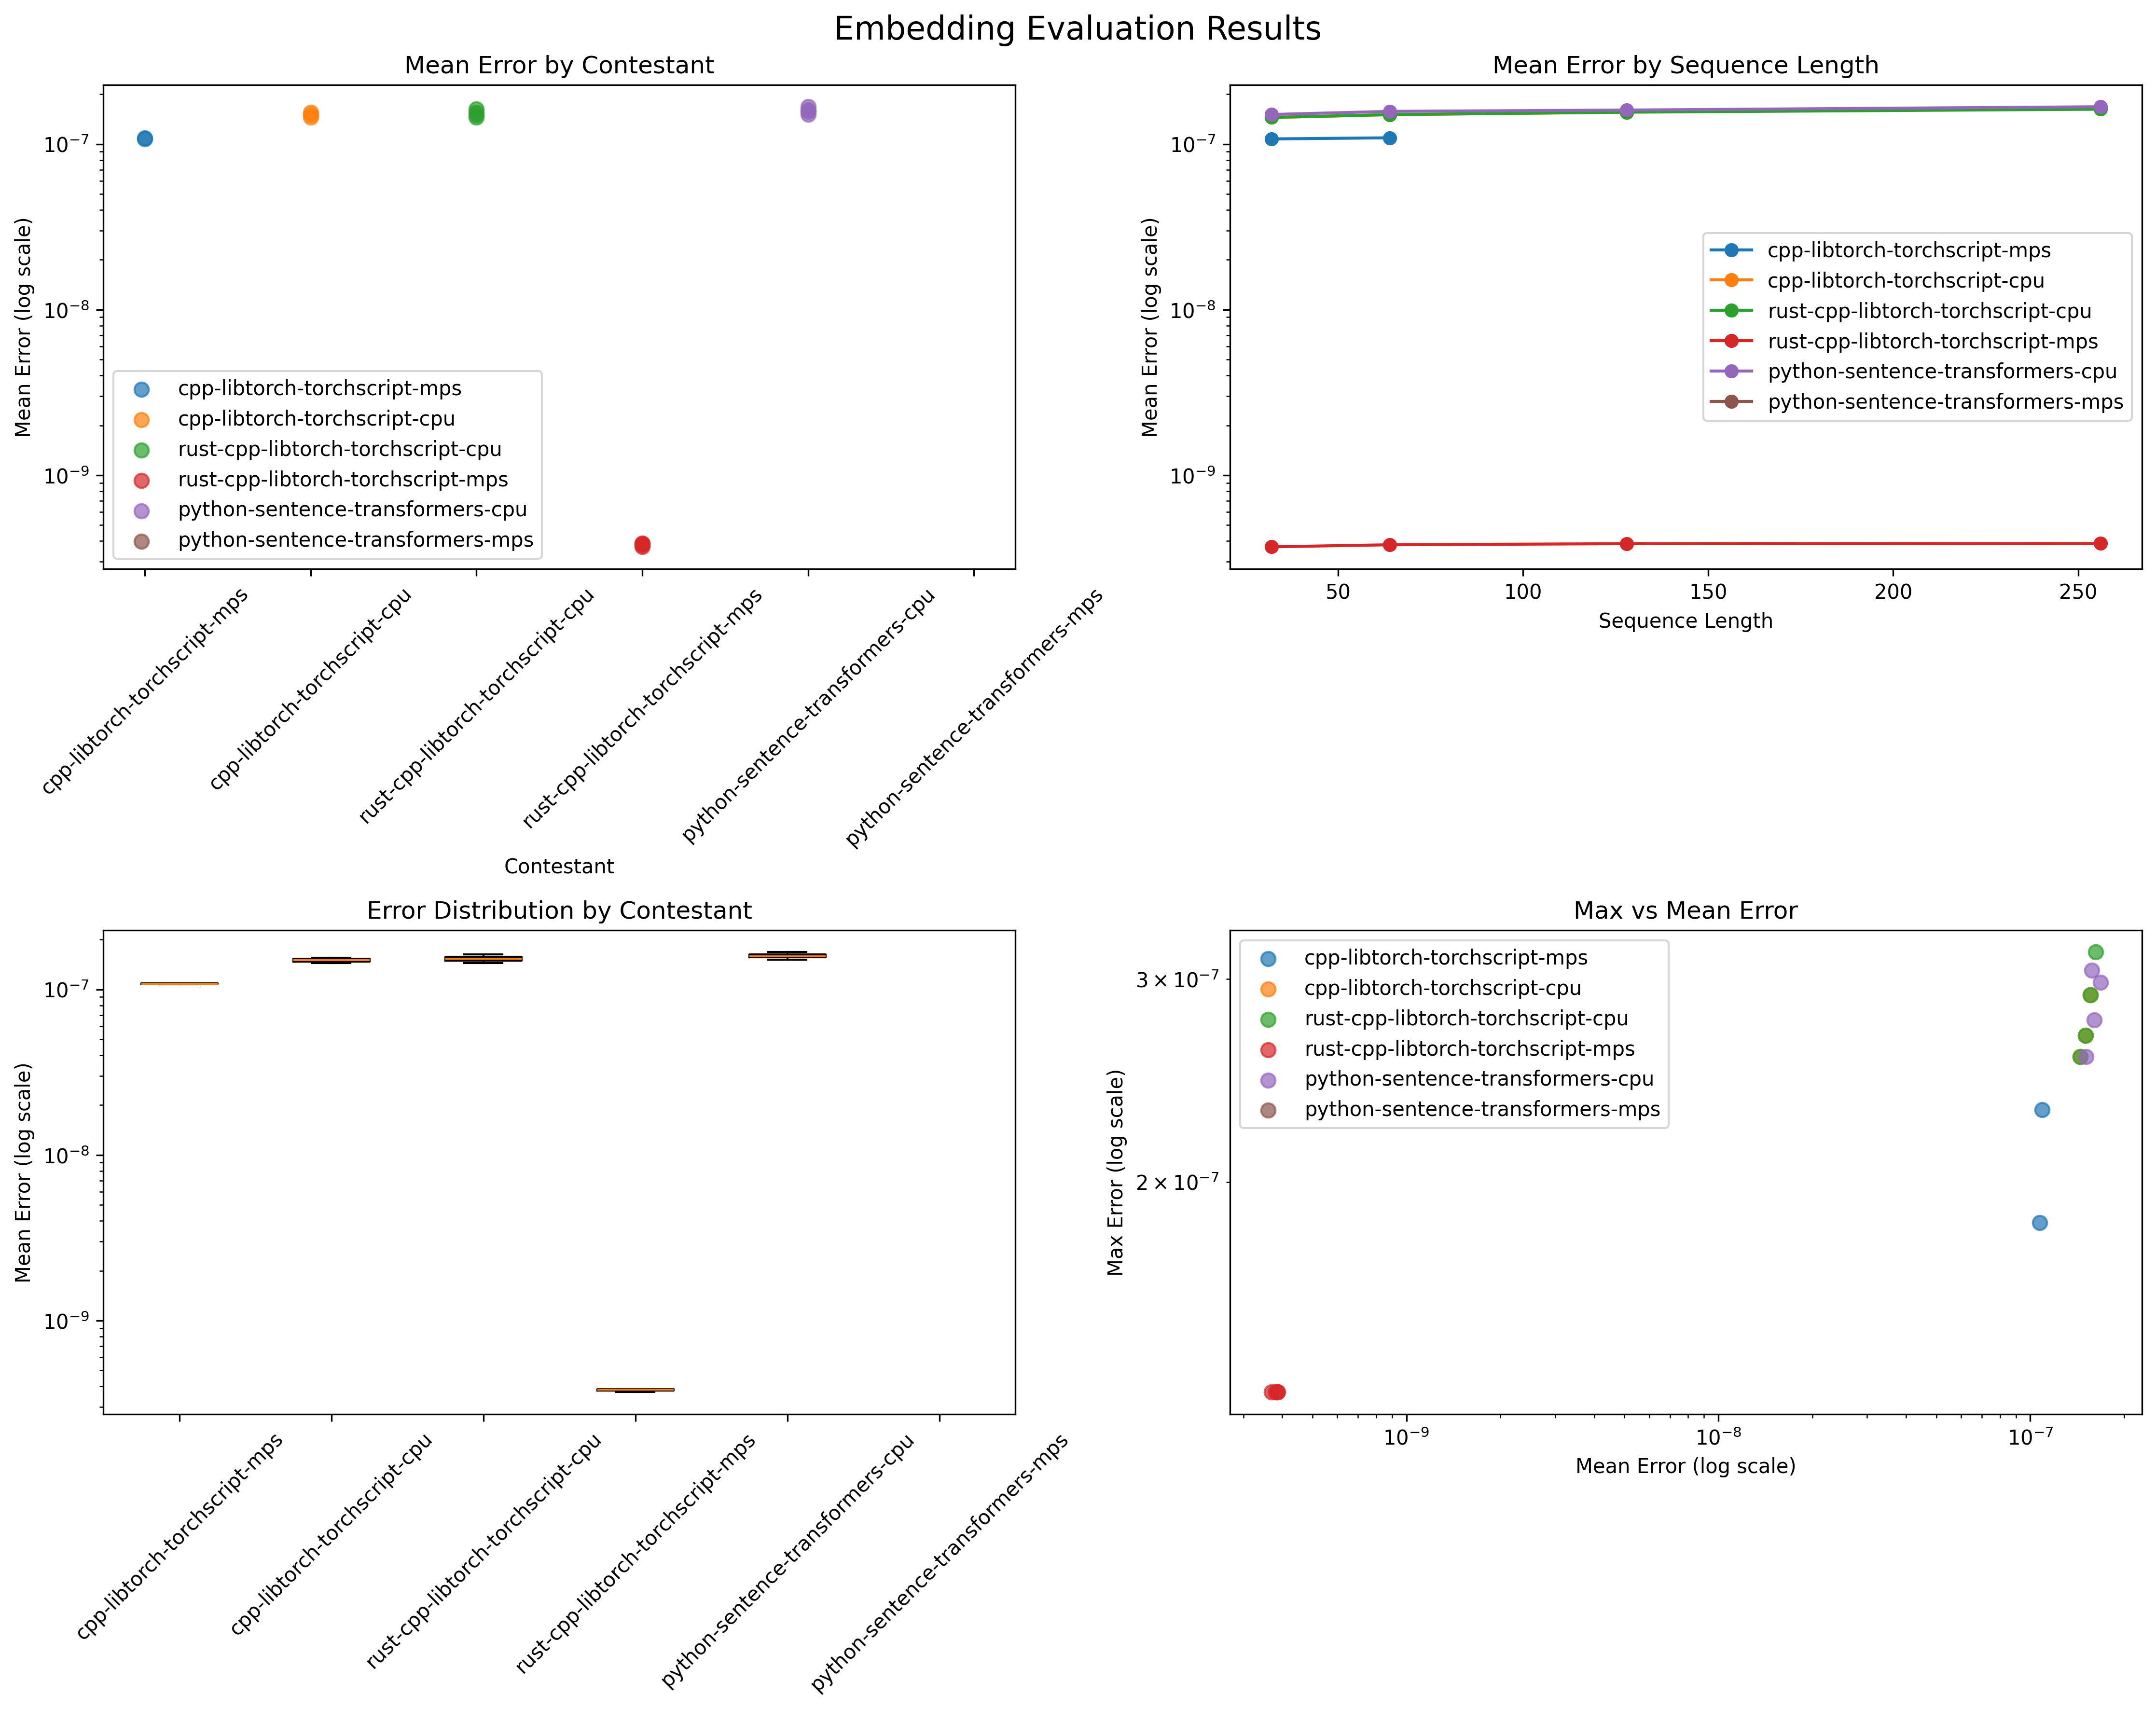 Embedding Evaluation Results
Mean Error by Contestant
Mean Error (log scale)
10⁻⁷
10⁻⁸
10⁻⁹
cpp-libtorch-torchscript-mps
cpp-libtorch-torchscript-cpu
rust-cpp-libtorch-torchscript-cpu
rust-cpp-libtorch-torchscript-mps
python-sentence-transformers-cpu
python-sentence-transformers-mps
cpp-libtorch-torchscript-mps
cpp-libtorch-torchscript-cpu
rust-cpp-libtorch-torchscript-cpu
rust-cpp-libtorch-torchscript-mps
python-sentence-transformers-cpu
python-sentence-transformers-mps
Contestant
Mean Error by Sequence Length
Mean Error (log scale)
10⁻⁷
10⁻⁸
10⁻⁹
cpp-libtorch-torchscript-mps
cpp-libtorch-torchscript-cpu
rust-cpp-libtorch-torchscript-cpu
rust-cpp-libtorch-torchscript-mps
python-sentence-transformers-cpu
python-sentence-transformers-mps
50 100 150 200 250
Sequence Length
Error Distribution by Contestant
Mean Error (log scale)
10⁻⁷
10⁻⁸
10⁻⁹
cpp-libtorch-torchscript-mps
cpp-libtorch-torchscript-cpu
rust-cpp-libtorch-torchscript-cpu
rust-cpp-libtorch-torchscript-mps
python-sentence-transformers-cpu
python-sentence-transformers-mps
Max vs Mean Error
Max Error (log scale)
3 × 10⁻⁷
2 × 10⁻⁷
cpp-libtorch-torchscript-mps
cpp-libtorch-torchscript-cpu
rust-cpp-libtorch-torchscript-cpu
rust-cpp-libtorch-torchscript-mps
python-sentence-transformers-cpu
python-sentence-transformers-mps
10⁻⁹ 10⁻⁸ 10⁻⁷
Mean Error (log scale)